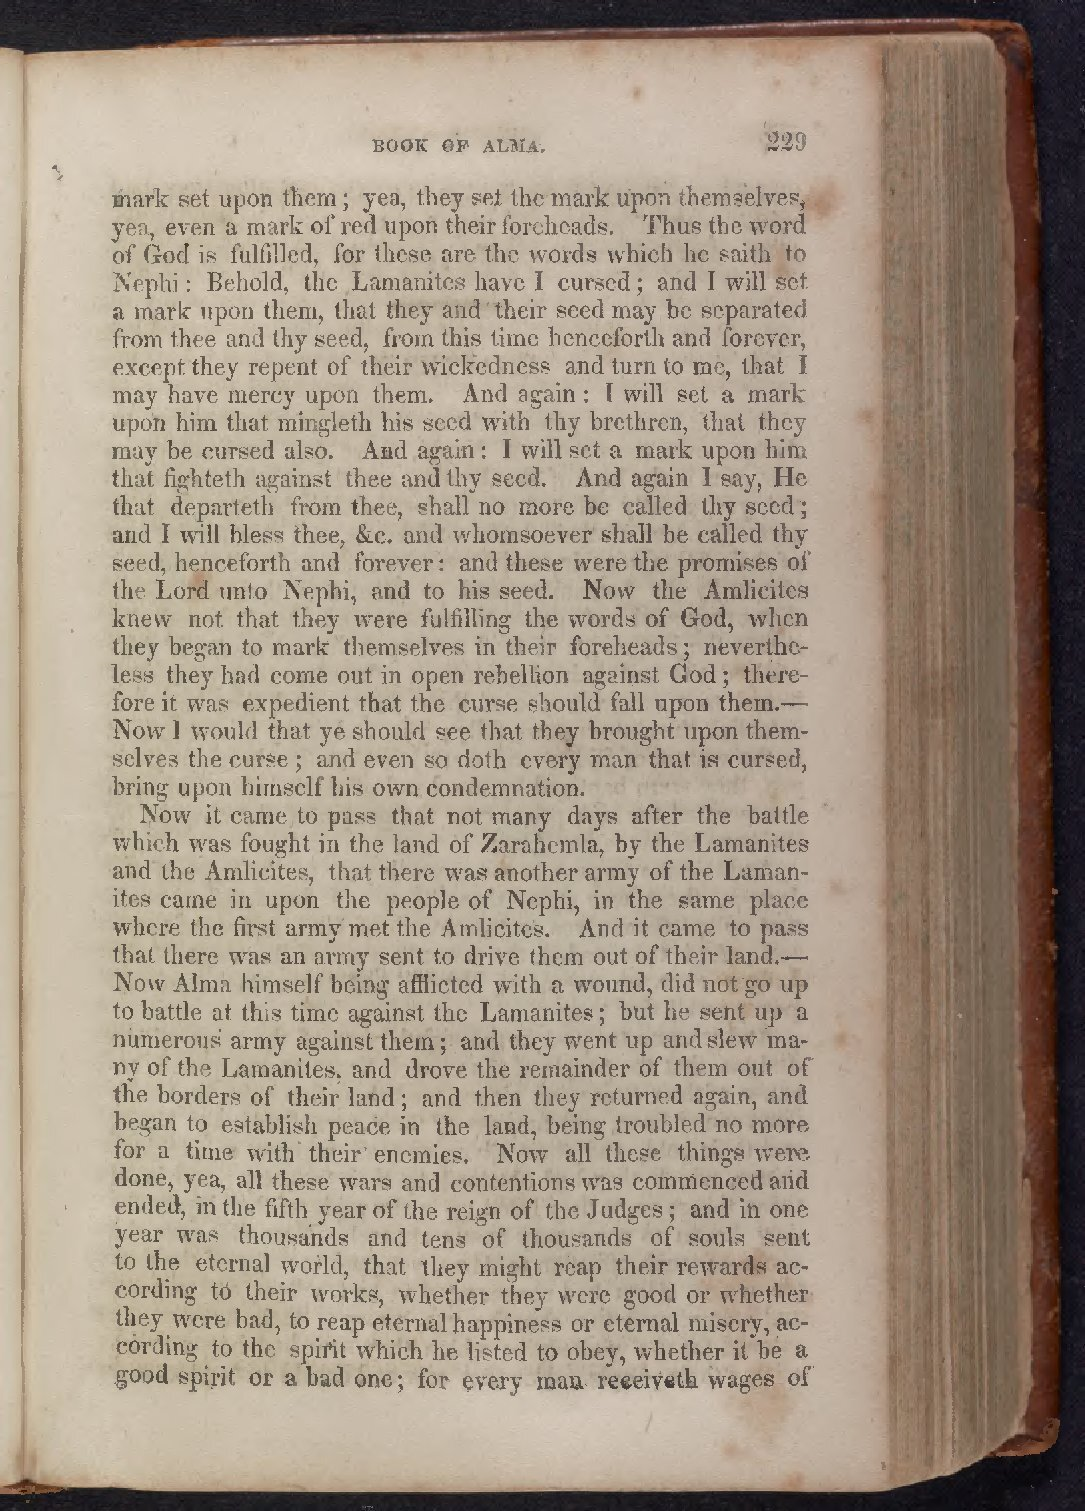 BOOK OF ALMA. 229
mark set upon them; yea, they set the mark upon themselves,
yea, even a mark of red upon their foreheads. Thus the word
of God is fulfilled, for these are the words which he saith to
Nephi: Behold, the Lamanites have I cursed; and I will set
a mark upon them, that they and their seed may be separated
from thee and thy seed, from this time henceforth and forever,
except they repent of their wickedness and turn to me, that I
may have mercy upon them. And again: I will set a mark
upon him that mingleth his seed with thy brethren, that they
may be cursed also. And again: I will set a mark upon him
that fighteth against thee and thy seed. And again I say, He
that departeth from thee, shall no more be called thy seed;
and I will bless thee, &c. and whomsoever shall be called thy
seed, henceforth and forever: and these were the promises of
the Lord unto Nephi, and to his seed. Now the Amlicites
knew not that they were fulfilling the words of God, when
they began to mark themselves in their foreheads; neverthe-
less they had come out in open rebellion against God; there-
fore it was expedient that the curse should fall upon them.—
Now I would that ye should see that they brought upon them-
selves the curse; and even so doth every man that is cursed,
bring upon himself his own condemnation.
Now it came to pass that not many days after the battle
which was fought in the land of Zarahemla, by the Lamanites
and the Amlicites, that there was another army of the Laman-
ites came in upon the people of Nephi, in the same place
where the first army met the Amlicites. And it came to pass
that there was an army sent to drive them out of their land.—
Now Alma himself being afflicted with a wound, did not go up
to battle at this time against the Lamanites; but he sent up a
numerous army against them; and they went up and slew ma-
ny of the Lamanites, and drove the remainder of them out of
the borders of their land; and then they returned again, and
began to establish peace in the land, being troubled no more
for a time with their enemies. Now all these things were
done, yea, all these wars and contentions was commenced and
ended, in the fifth year of the reign of the Judges; and in one
year was thousands and tens of thousands of souls sent
to the eternal world, that they might reap their rewards ac-
cording to their works, whether they were good or whether
they were bad, to reap eternal happiness or eternal misery, ac-
cording to the spirit which he listed to obey, whether it be a
good spirit or a bad one; for every man receiveth wages of